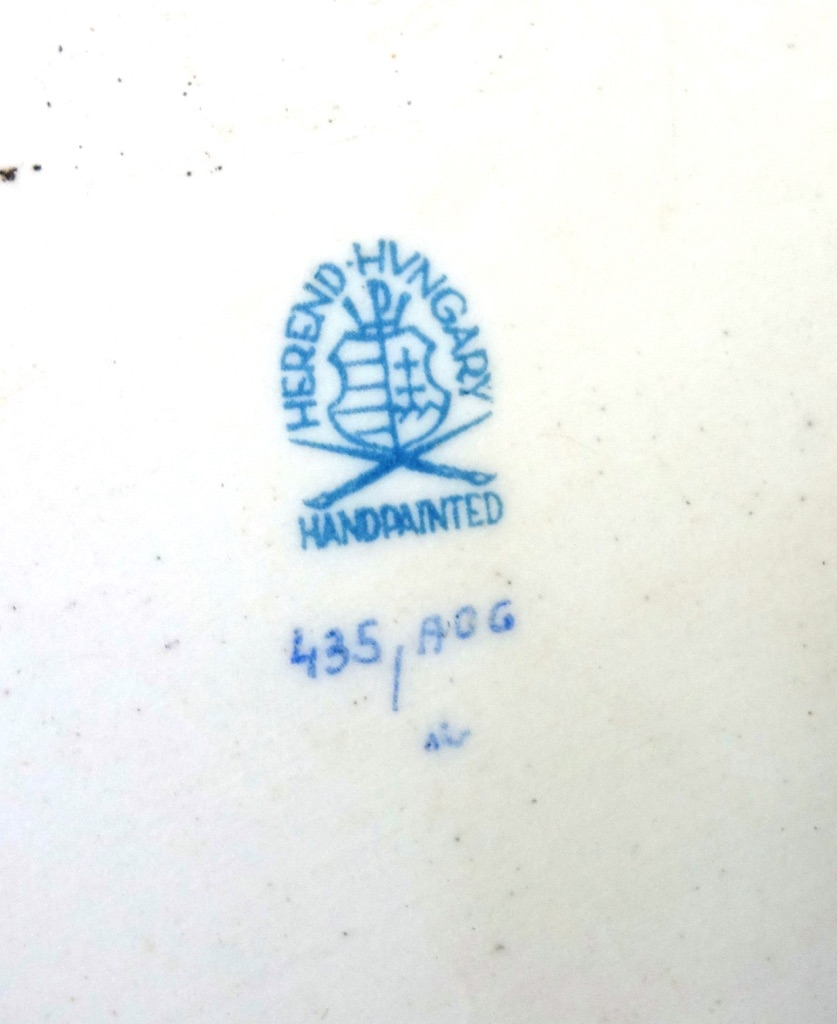 HEREND · HVNGARY
HANDPAINTED
435/AOG